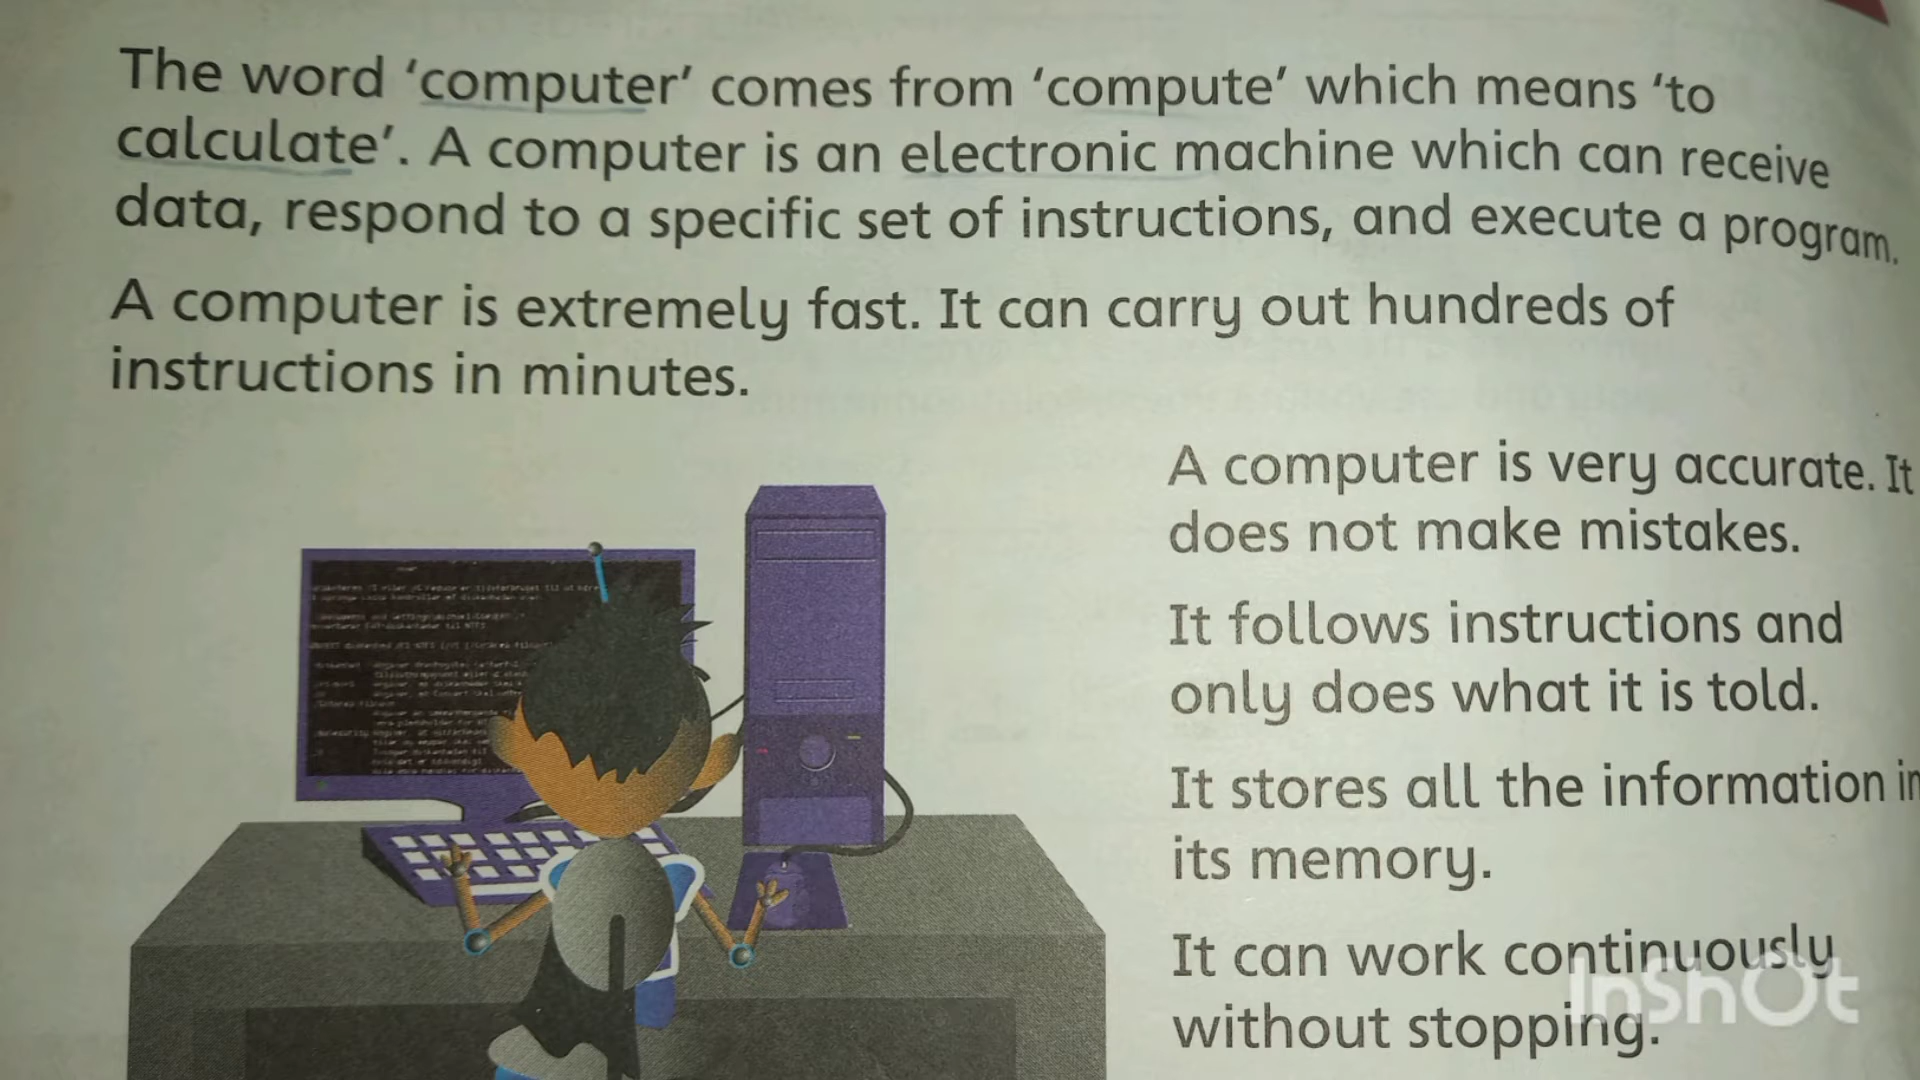 The word ‘computer’ comes from ‘compute’ which means ‘to
calculate’. A computer is an electronic machine which can receive
data, respond to a specific set of instructions, and execute a program.
A computer is extremely fast. It can carry out hundreds of
instructions in minutes.
A computer is very accurate. It
does not make mistakes.
It follows instructions and
only does what it is told.
It stores all the information in
its memory.
It can work continuously
without stopping.
InShOt